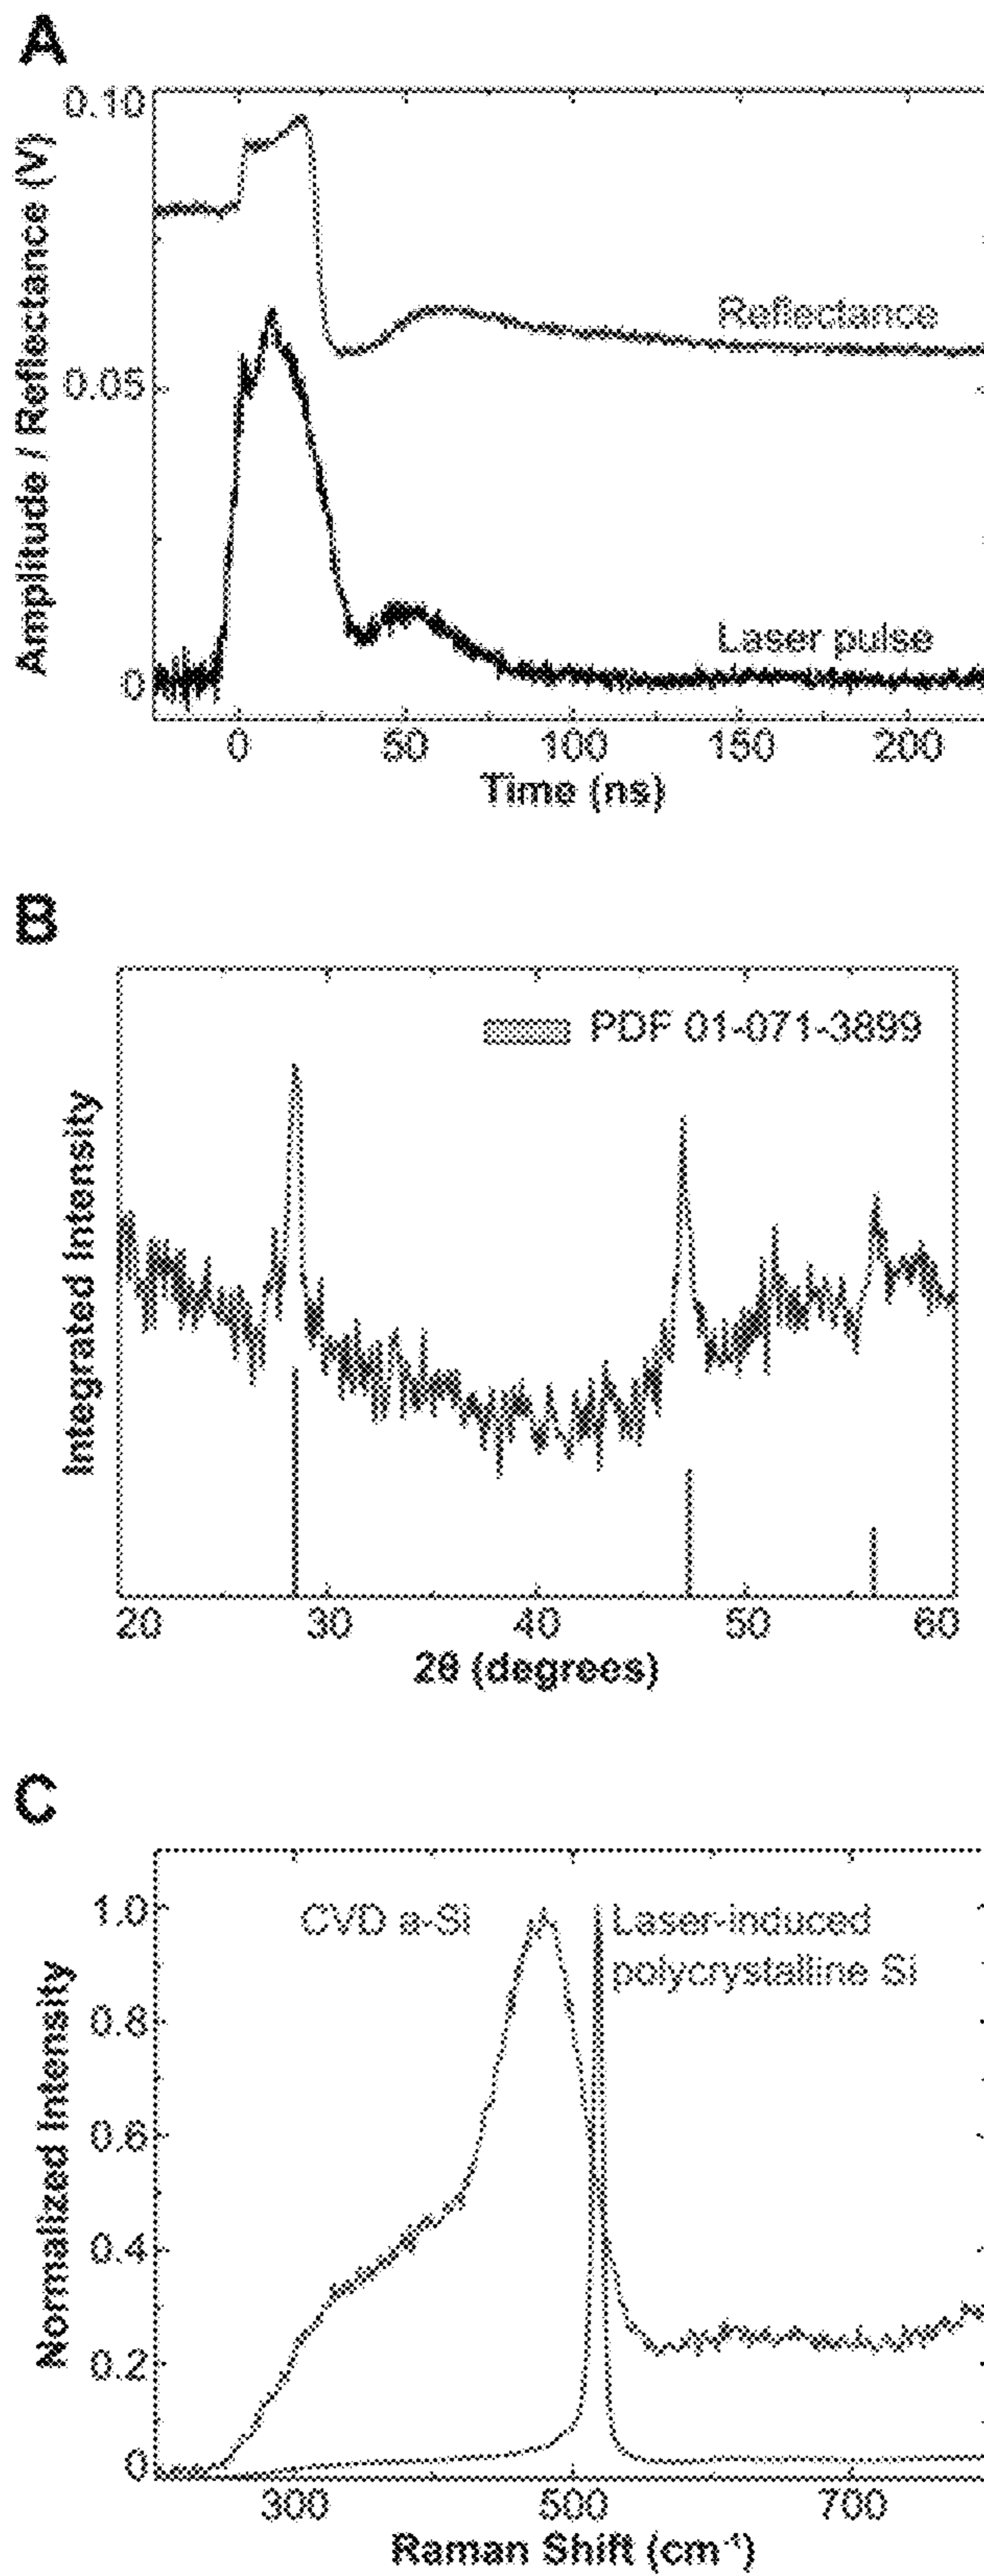 A
Amplitude / Reflectance (V)
0.10
0.05
0
Reflectance
Laser pulse
0 50 100 150 200
Time (ns)
B
Integrated Intensity
PDF 01-071-3899
20 30 40 50 60
2θ (degrees)
C
Normalized Intensity
1.0
0.8
0.6
0.4
0.2
0
CVD a-Si
Laser-induced
polycrystalline Si
300 500 700
Raman Shift (cm⁻¹)